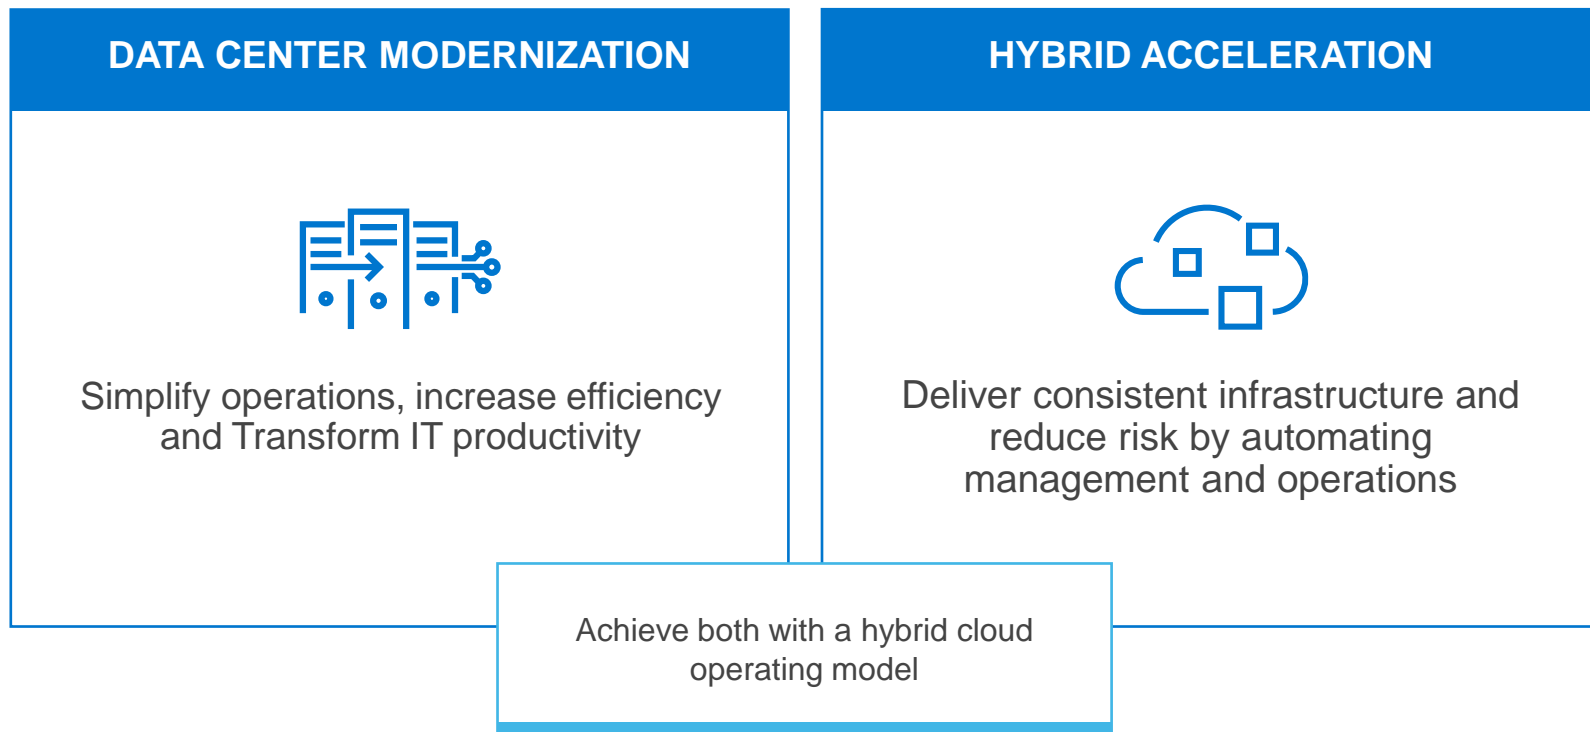 DATA CENTER MODERNIZATION
Simplify operations, increase efficiency
and Transform IT productivity
HYBRID ACCELERATION
Deliver consistent infrastructure and
reduce risk by automating
management and operations
Achieve both with a hybrid cloud
operating model